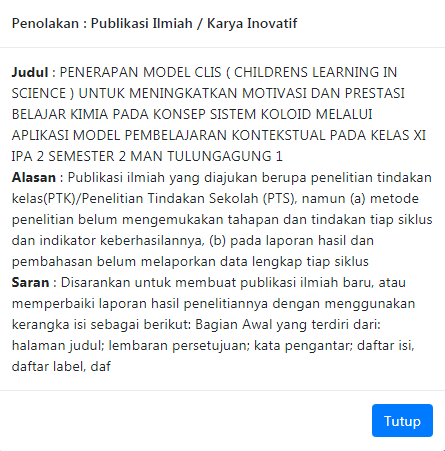 Penolakan : Publikasi Ilmiah / Karya Inovatif
Judul : PENERAPAN MODEL CLIS ( CHILDRENS LEARNING IN
SCIENCE ) UNTUK MENINGKATKAN MOTIVASI DAN PRESTASI
BELAJAR KIMIA PADA KONSEP SISTEM KOLOID MELALUI
APLIKASI MODEL PEMBELAJARAN KONTEKSTUAL PADA KELAS XI
IPA 2 SEMESTER 2 MAN TULUNGAGUNG 1
Alasan : Publikasi ilmiah yang diajukan berupa penelitian tindakan
kelas(PTK)/Penelitian Tindakan Sekolah (PTS), namun (a) metode
penelitian belum mengemukakan tahapan dan tindakan tiap siklus
dan indikator keberhasilannya, (b) pada laporan hasil dan
pembahasan belum melaporkan data lengkap tiap siklus
Saran : Disarankan untuk membuat publikasi ilmiah baru, atau
memperbaiki laporan hasil penelitiannya dengan menggunakan
kerangka isi sebagai berikut: Bagian Awal yang terdiri dari:
halaman judul; lembaran persetujuan; kata pengantar; daftar isi,
daftar label, daf
Tutup